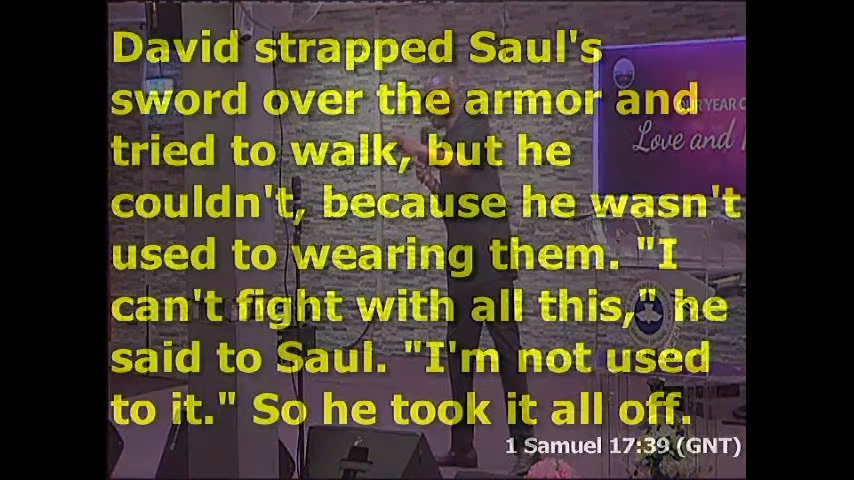 David strapped Saul's
sword over the armor and
tried to walk, but he
couldn't, because he wasn't
used to wearing them. "I
can't fight with all this," he
said to Saul. "I'm not used
to it." So he took it all off.
1 Samuel 17:39 (GNT)
YEAR
Love and